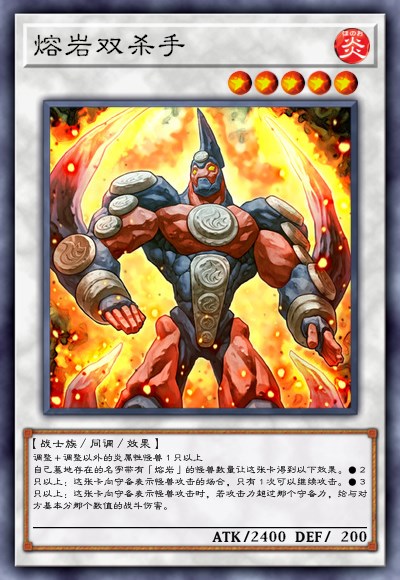 熔岩双杀手
ほのお
炎
【战士族／同调／效果】
调整＋调整以外的炎属性怪兽１只以上
自己墓地存在的名字带有「熔岩」的怪兽数量让这张卡得到以下效果。●２
只以上：这张卡向守备表示怪兽攻击的场合，只有１次可以继续攻击。●３
只以上：这张卡向守备表示怪兽攻击时，若攻击力超过那个守备力，给与对
方基本分那个数值的战斗伤害。
ATK/2400 DEF/ 200